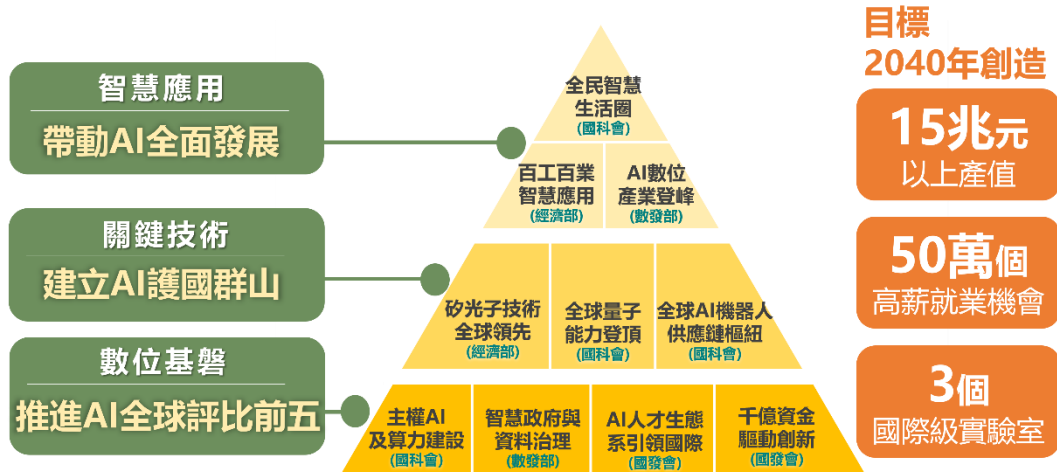 智慧應用
帶動AI全面發展
關鍵技術
建立AI護國群山
數位基磐
推進AI全球評比前五
全民智慧
生活圈
(國科會)
百工百業
智慧應用
(經濟部)
AI數位
產業登峰
(數發部)
矽光子技術
全球領先
(經濟部)
全球量子
能力登頂
(國科會)
全球AI機器人
供應鏈樞紐
(國科會)
主權AI
及算力建設
(國科會)
智慧政府與
資料治理
(數發部)
AI人才生態
系引領國際
(國發會)
千億資金
驅動創新
(國發會)
目標
2040年創造
15兆元
以上產值
50萬個
高薪就業機會
3個
國際級實驗室